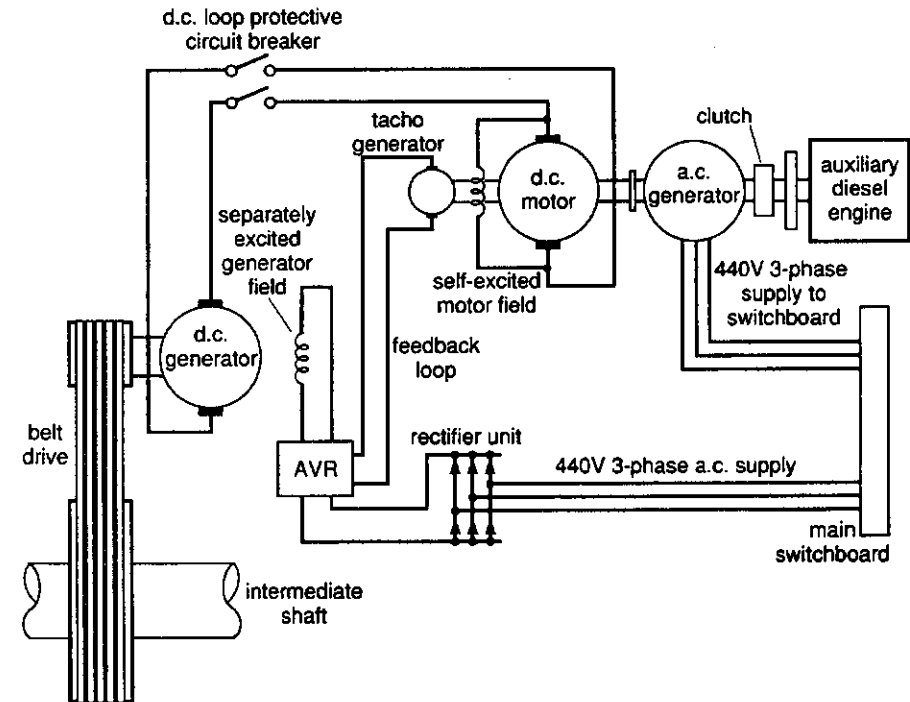 d.c. loop protective
circuit breaker
tacho
generator
clutch
d.c.
motor
a.c.
generator
auxiliary
diesel
engine
separately
excited
generator
field
self-excited
motor field
440V 3-phase
supply to
switchboard
d.c.
generator
feedback
loop
belt
drive
AVR
rectifier unit
440V 3-phase a.c. supply
main
switchboard
intermediate
shaft